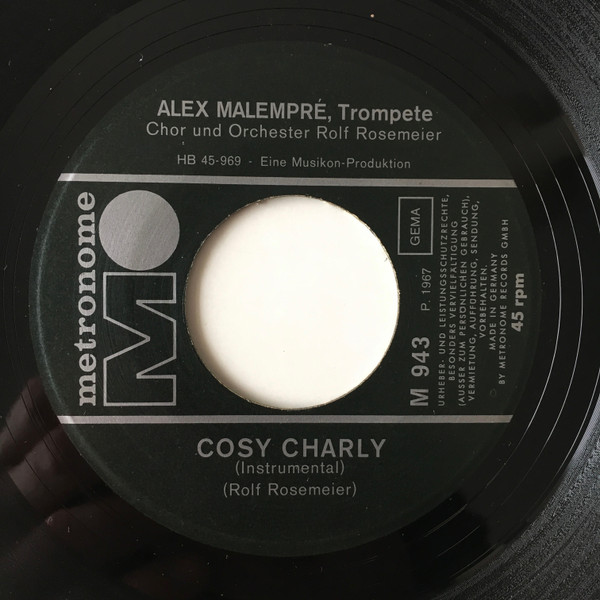 ALEX MALEMPRÉ, Trompete
Chor und Orchester Rolf Rosemeier
HB 45-969 - Eine Musikon-Produktion
metronome
M
GEMA
P. 1967
M 943
URHEBER- UND LEISTUNGSSCHUTZRECHTE,
BESONDERS VERVIELFÄLTIGUNG
(AUSSER ZUM PERSÖNLICHEN GEBRAUCH),
VERMIETUNG, AUFFÜHRUNG, SENDUNG,
VORBEHALTEN.
MADE IN GERMANY
BY METRONOME RECORDS GMBH
45 rpm
COSY CHARLY
(Instrumental)
(Rolf Rosemeier)